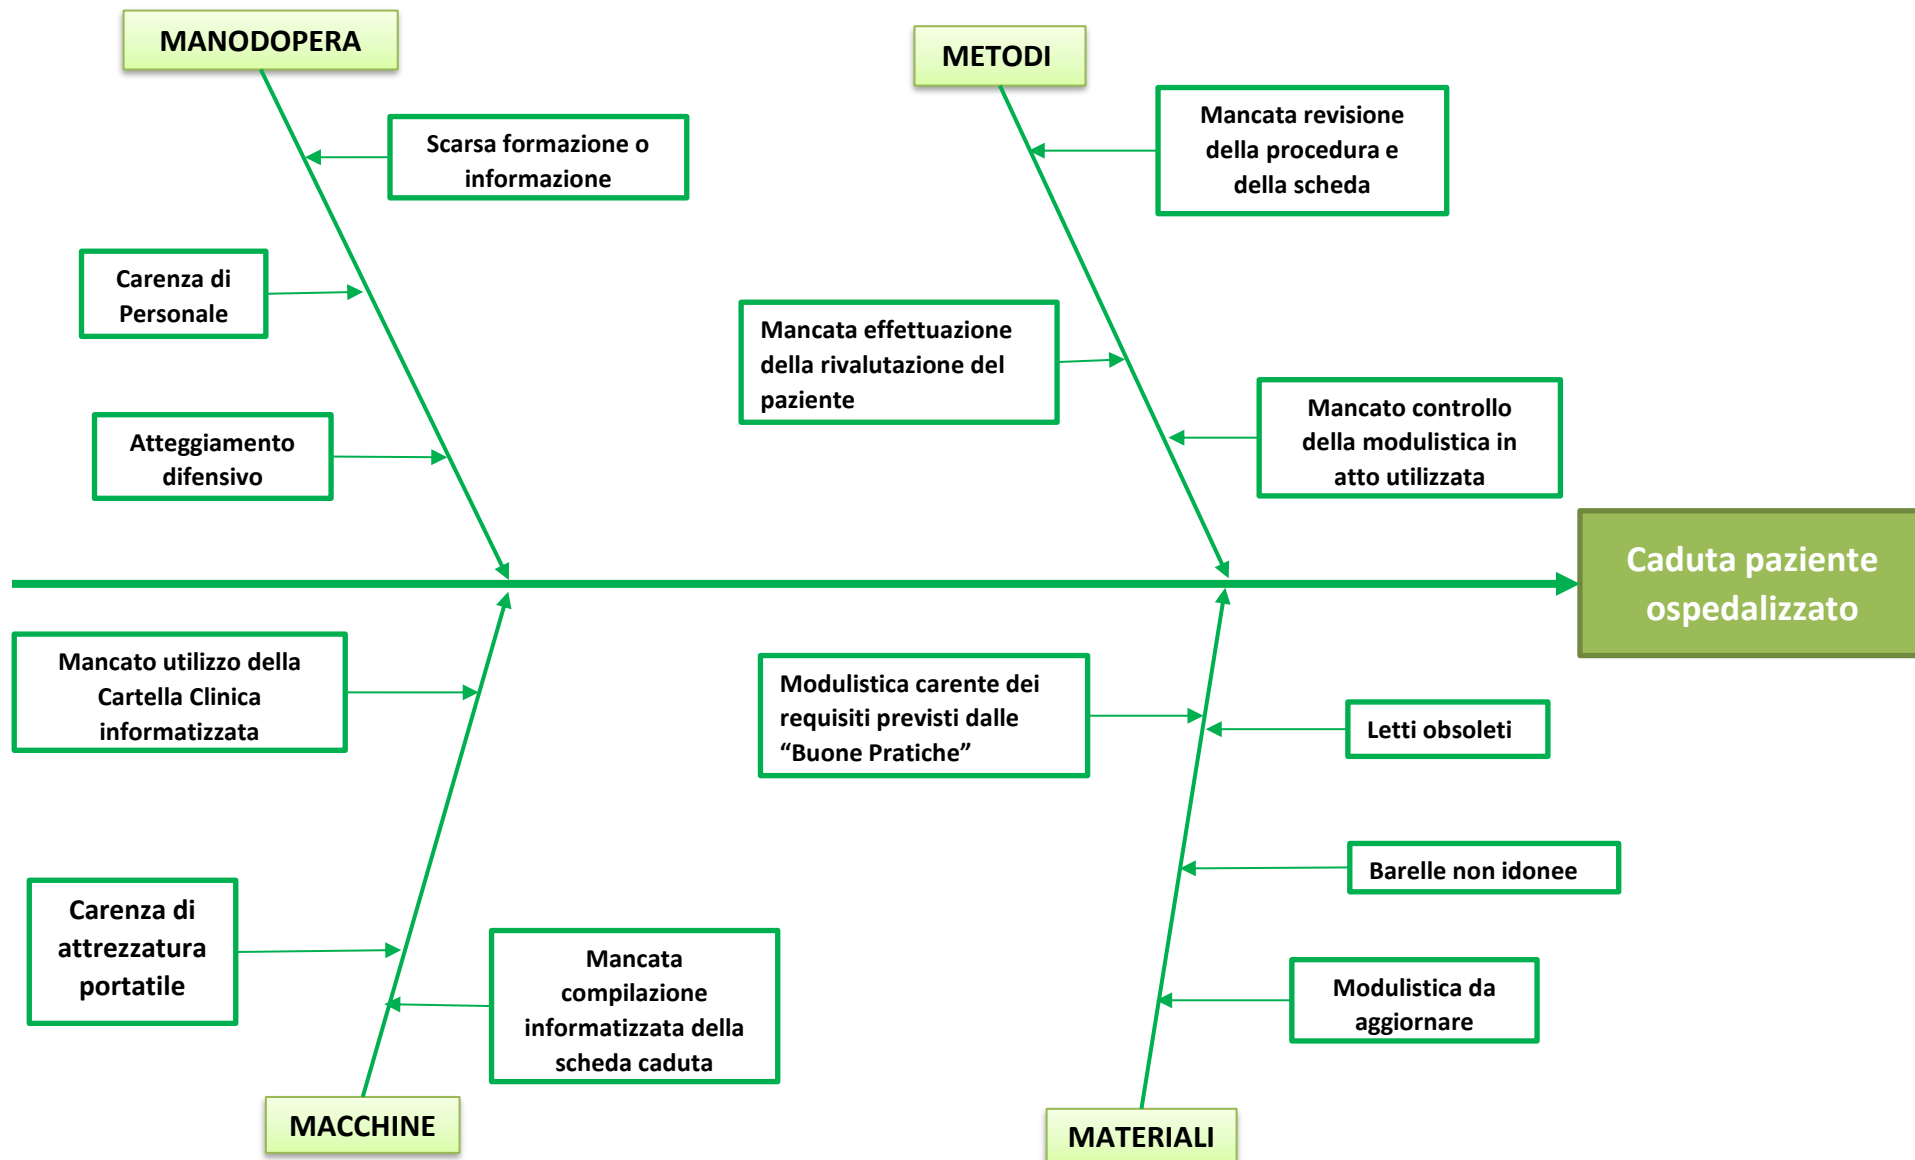 MANODOPERA
METODI
Scarsa formazione o
informazione
Mancata revisione
della procedura e
della scheda
Carenza di
Personale
Mancata effettuazione
della rivalutazione del
paziente
Atteggiamento
difensivo
Mancato controllo
della modulistica in
atto utilizzata
Caduta paziente
ospedalizzato
Mancato utilizzo della
Cartella Clinica
informatizzata
Modulistica carente dei
requisiti previsti dalle
“Buone Pratiche”
Letti obsoleti
Barelle non idonee
Carenza di
attrezzatura
portatile
Mancata
compilazione
informatizzata della
scheda caduta
Modulistica da
aggiornare
MACCHINE
MATERIALI